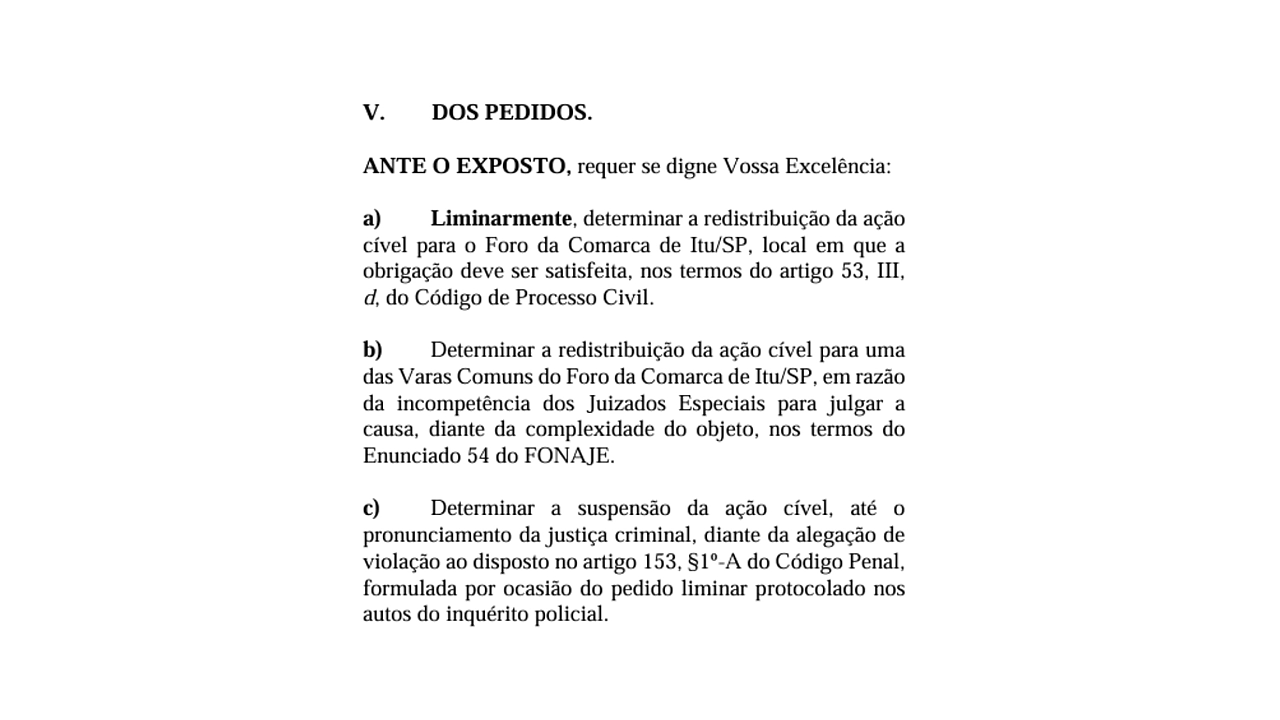 V. DOS PEDIDOS.
ANTE O EXPOSTO, requer se digne Vossa Excelência:
a) Liminarmente, determinar a redistribuição da ação
cível para o Foro da Comarca de Itu/SP, local em que a
obrigação deve ser satisfeita, nos termos do artigo 53, III,
d, do Código de Processo Civil.
b) Determinar a redistribuição da ação cível para uma
das Varas Comuns do Foro da Comarca de Itu/SP, em razão
da incompetência dos Juizados Especiais para julgar a
causa, diante da complexidade do objeto, nos termos do
Enunciado 54 do FONAJE.
c) Determinar a suspensão da ação cível, até o
pronunciamento da justiça criminal, diante da alegação de
violação ao disposto no artigo 153, §1º-A do Código Penal,
formulada por ocasião do pedido liminar protocolado nos
autos do inquérito policial.